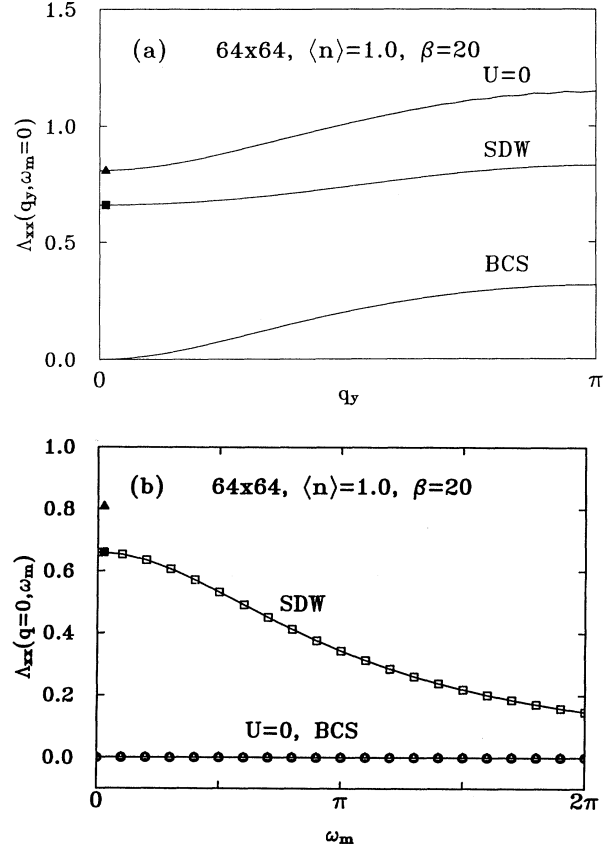 1.5
(a) 64x64, ⟨n⟩=1.0, β=20
U=0
1.0
SDW
Λxx(qy,ωm=0)
0.5
BCS
0.0
0
qy
π
1.0
(b) 64x64, ⟨n⟩=1.0, β=20
0.8
0.6
SDW
Λxx(q=0,ωm)
0.4
0.2
U=0, BCS
0.0
0
π
2π
ωm